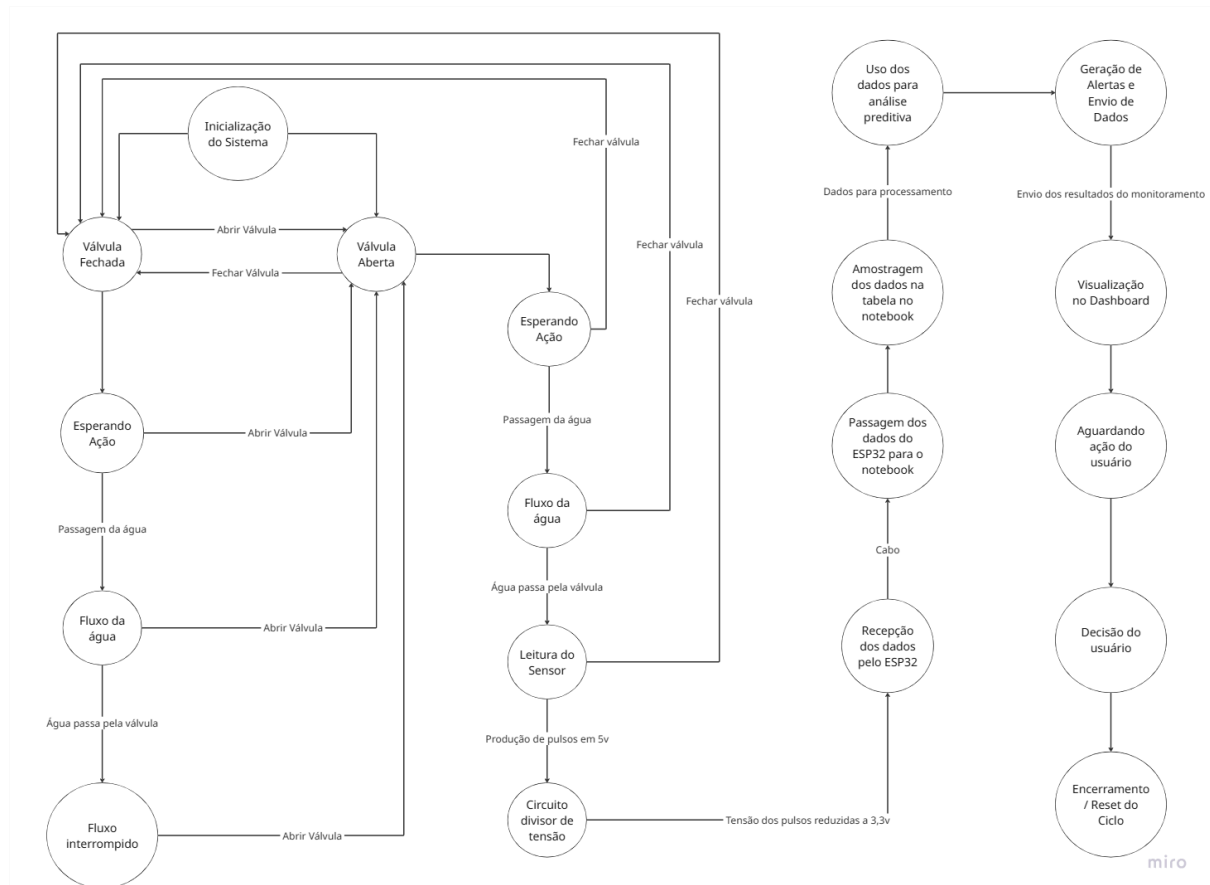 Inicialização
do Sistema
Fechar válvula
Válvula
Fechada
Abrir Válvula
Fechar Válvula
Válvula
Aberta
Fechar válvula
Fechar válvula
Esperando
Ação
Abrir Válvula
Passagem da água
Fluxo da
água
Abrir Válvula
Água passa pela válvula
Fluxo
interrompido
Abrir Válvula
Esperando
Ação
Passagem da água
Fluxo da
água
Água passa pela válvula
Leitura do
Sensor
Produção de pulsos em 5v
Circuito
divisor de
tensão
Tensão dos pulsos reduzidas a 3,3v
Recepção
dos dados
pelo ESP32
Cabo
Passagem dos
dados do
ESP32 para o
notebook
Amostragem
dos dados na
tabela no
notebook
Dados para processamento
Uso dos
dados para
análise
preditiva
Geração de
Alertas e
Envio de
Dados
Envio dos resultados do monitoramento
Visualização
no Dashboard
Aguardando
ação do
usuário
Decisão do
usuário
Encerramento
/ Reset do
Ciclo
miro